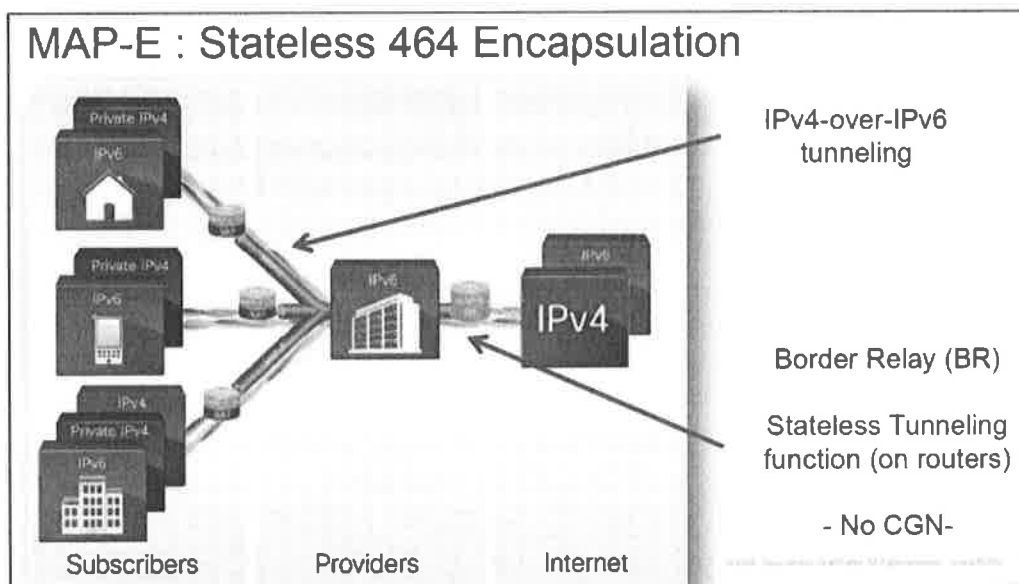 MAP-E : Stateless 464 Encapsulation
Private IPv4
IPv6
IPv4-over-IPv6
tunneling
Private IPv4
IPv6
IPv6
IPv6
IPv4
IPv4
Private IPv4
IPv6
Border Relay (BR)
Stateless Tunneling
function (on routers)
- No CGN-
Subscribers
Providers
Internet